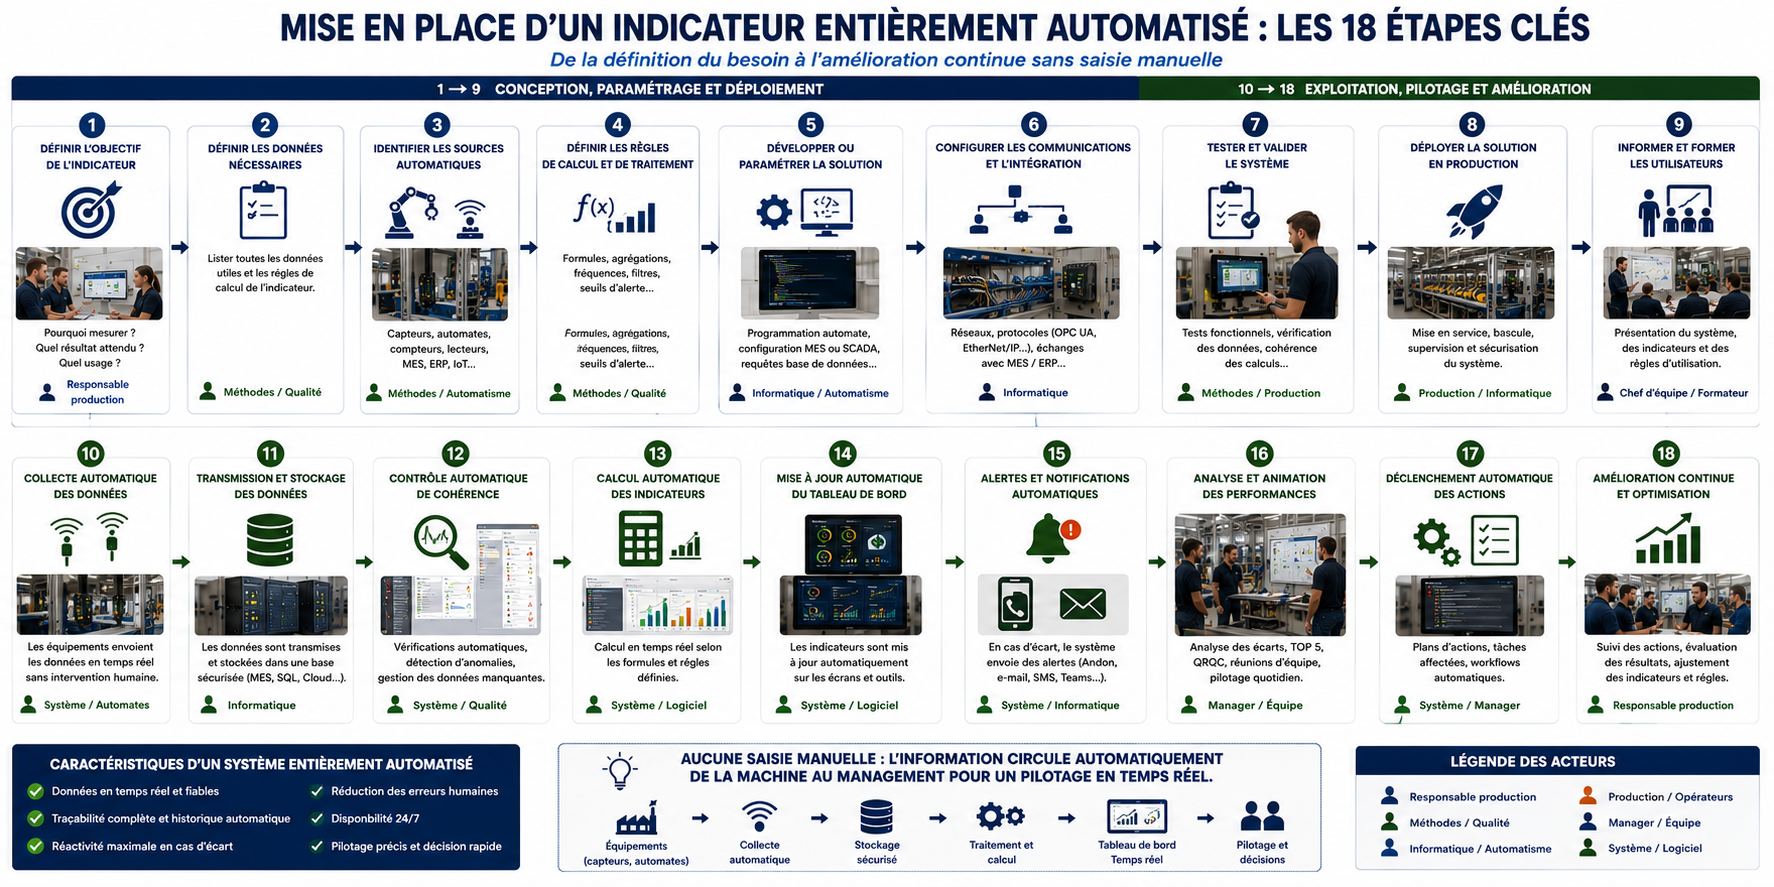 MISE EN PLACE D'UN INDICATEUR ENTIÈREMENT AUTOMATISÉ : LES 18 ÉTAPES CLÉS
De la définition du besoin à l'amélioration continue sans saisie manuelle
1 → 9 CONCEPTION, PARAMÉTRAGE ET DÉPLOIEMENT
10 → 18 EXPLOITATION, PILOTAGE ET AMÉLIORATION
1
DÉFINIR L'OBJECTIF
DE L'INDICATEUR
Pourquoi mesurer ?
Quel résultat attendu ?
Quel usage ?
Responsable
production
2
DÉFINIR LES DONNÉES
NÉCESSAIRES
Lister toutes les données
utiles et les régles de
calcul de l'indicateur.
Méthodes / Qualité
3
IDENTIFIER LES SOURCES
AUTOMATIQUES
Capteurs, automates,
compteurs, lecteurs,
MES, ERP, IoT...
Méthodes / Automatisme
4
DÉFINIR LES RÈGLES
DE CALCUL ET DE TRAITEMENT
f(x)
Formules, agrégations,
fréquences, filtres,
seuils d'alerte...
Formules, agrégations,
fréquences, filtres,
seuils d'alerte...
Méthodes / Qualité
5
DÉVELOPPER OU
PARAMÉTRER LA SOLUTION
Programmation automate,
configuration MES ou SCADA,
requêtes base de données...
Informatique / Automatisme
6
CONFIGURER LES COMMUNICATIONS
ET L'INTÉGRATION
Réseaux, protocoles (OPC UA,
EtherNet/IP...), échanges
avec MES / ERP...
Informatique
7
TESTER ET VALIDER
LE SYSTÈME
Tests fonctionnels, vérification
des données, cohérence
des calculs...
Méthodes / Production
8
DÉPLOYER LA SOLUTION
EN PRODUCTION
Mise en service, bascule,
supervision et sécurisation
du système.
Production / Informatique
9
INFORMER ET FORMER
LES UTILISATEURS
Présentation du système,
des indicateurs et des
règles d'utilisation.
Chef d'équipe / Formateur
10
COLLECTE AUTOMATIQUE
DES DONNÉES
Les équipements envoient
les données en temps réel
sans intervention humaine.
Système / Automates
11
TRANSMISSION ET STOCKAGE
DES DONNÉES
Les données sont transmises
et stockées dans une base
sécurisée (MES, SQL, Cloud...).
Informatique
12
CONTRÔLE AUTOMATIQUE
DE COHÉRENCE
Vérifications automatiques,
détection d'anomalies,
gestion des données manquantes.
Système / Qualité
13
CALCUL AUTOMATIQUE
DES INDICATEURS
Calcul en temps réel selon
les formules et règles
définies.
Système / Logiciel
14
MISE À JOUR AUTOMATIQUE
DU TABLEAU DE BORD
Les indicateurs sont mis
à jour automatiquement
sur les écrans et outils.
Système / Logiciel
15
ALERTES ET NOTIFICATIONS
AUTOMATIQUES
En cas d'écart, le système
envoie des alertes (Andon,
e-mail, SMS, Teams...).
Système / Informatique
16
ANALYSE ET ANIMATION
DES PERFORMANCES
Analyse des écarts, TOP 5,
QRQC, réunions d'équipe,
pilotage quotidien.
Manager / Équipe
17
DÉCLENCHEMENT AUTOMATIQUE
DES ACTIONS
Plans d'actions, tâches
affectées, workflows
automatiques.
Système / Manager
18
AMÉLIORATION CONTINUE
ET OPTIMISATION
Suivi des actions, évaluation
des résultats, ajustement
des indicateurs et règles.
Responsable production
CARACTÉRISTIQUES D'UN SYSTÈME ENTIÈREMENT AUTOMATISÉ
Données en temps réel et fiables
Traçabilité complète et historique automatique
Réactivité maximale en cas d'écart
Réduction des erreurs humaines
Disponbilité 24/7
Pilotage précis et décision rapide
AUCUNE SAISIE MANUELLE : L'INFORMATION CIRCULE AUTOMATIQUEMENT
DE LA MACHINE AU MANAGEMENT POUR UN PILOTAGE EN TEMPS RÉEL.
Équipements
(capteurs, automates)
Collecte
automatique
Stockage
sécurisé
Traitement et
calcul
Tableau de bord
Temps réel
Pilotage et
décisions
LÉGENDE DES ACTEURS
Responsable production
Méthodes / Qualité
Informatique / Automatisme
Production / Opérateurs
Manager / Équipe
Système / Logiciel